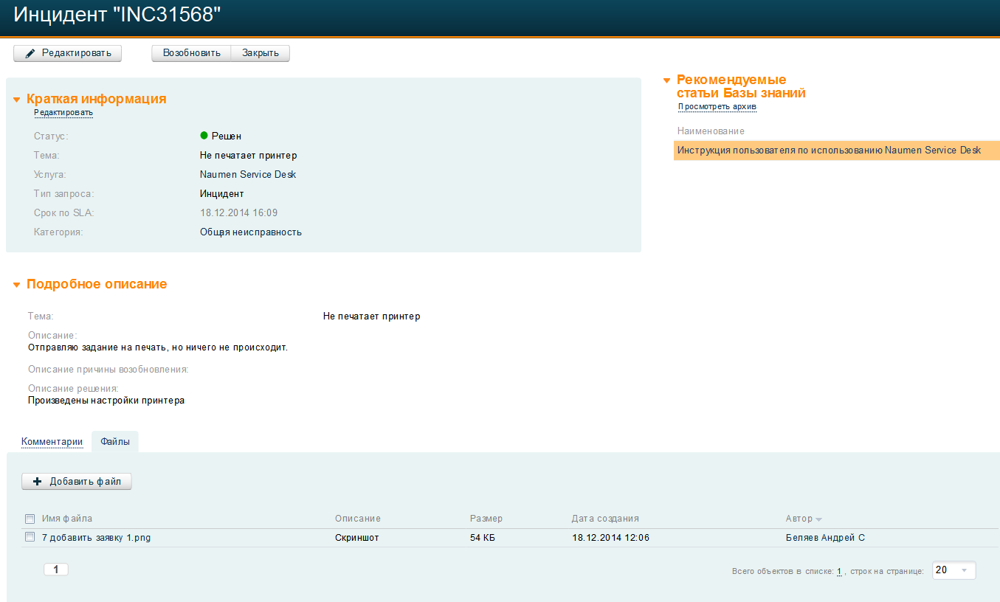 Инцидент "INC31568"
Редактировать Возобновить Закрыть
Краткая информация
Редактировать
Статус: Решен
Тема: Не печатает принтер
Услуга: Naumen Service Desk
Тип запроса: Инцидент
Срок по SLA: 18.12.2014 16:09
Категория: Общая неисправность
Рекомендуемые
статьи Базы знаний
Просмотреть архив
Наименование
Инструкция пользователя по использованию Naumen Service Desk
Подробное описание
Тема: Не печатает принтер
Описание:
Отправляю задание на печать, но ничего не происходит.
Описание причины возобновления:
Описание решения:
Произведены настройки принтера
Комментарии Файлы
Добавить файл
Имя файла Описание Размер Дата создания Автор
7 добавить заявку 1.png Скриншот 54 КБ 18.12.2014 12:06 Беляев Андрей С
1 Всего объектов в списке: 1 , строк на странице: 20